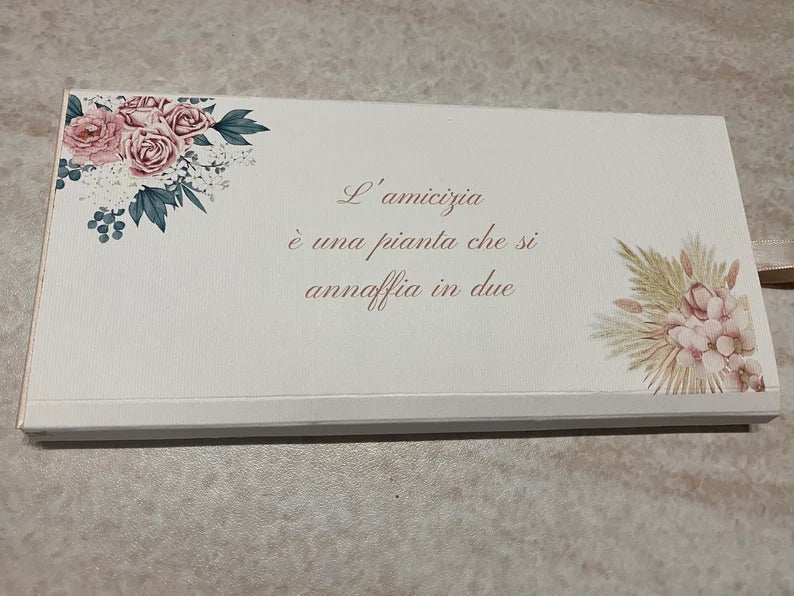 L'amicizia
è una pianta che si
annaffia in due